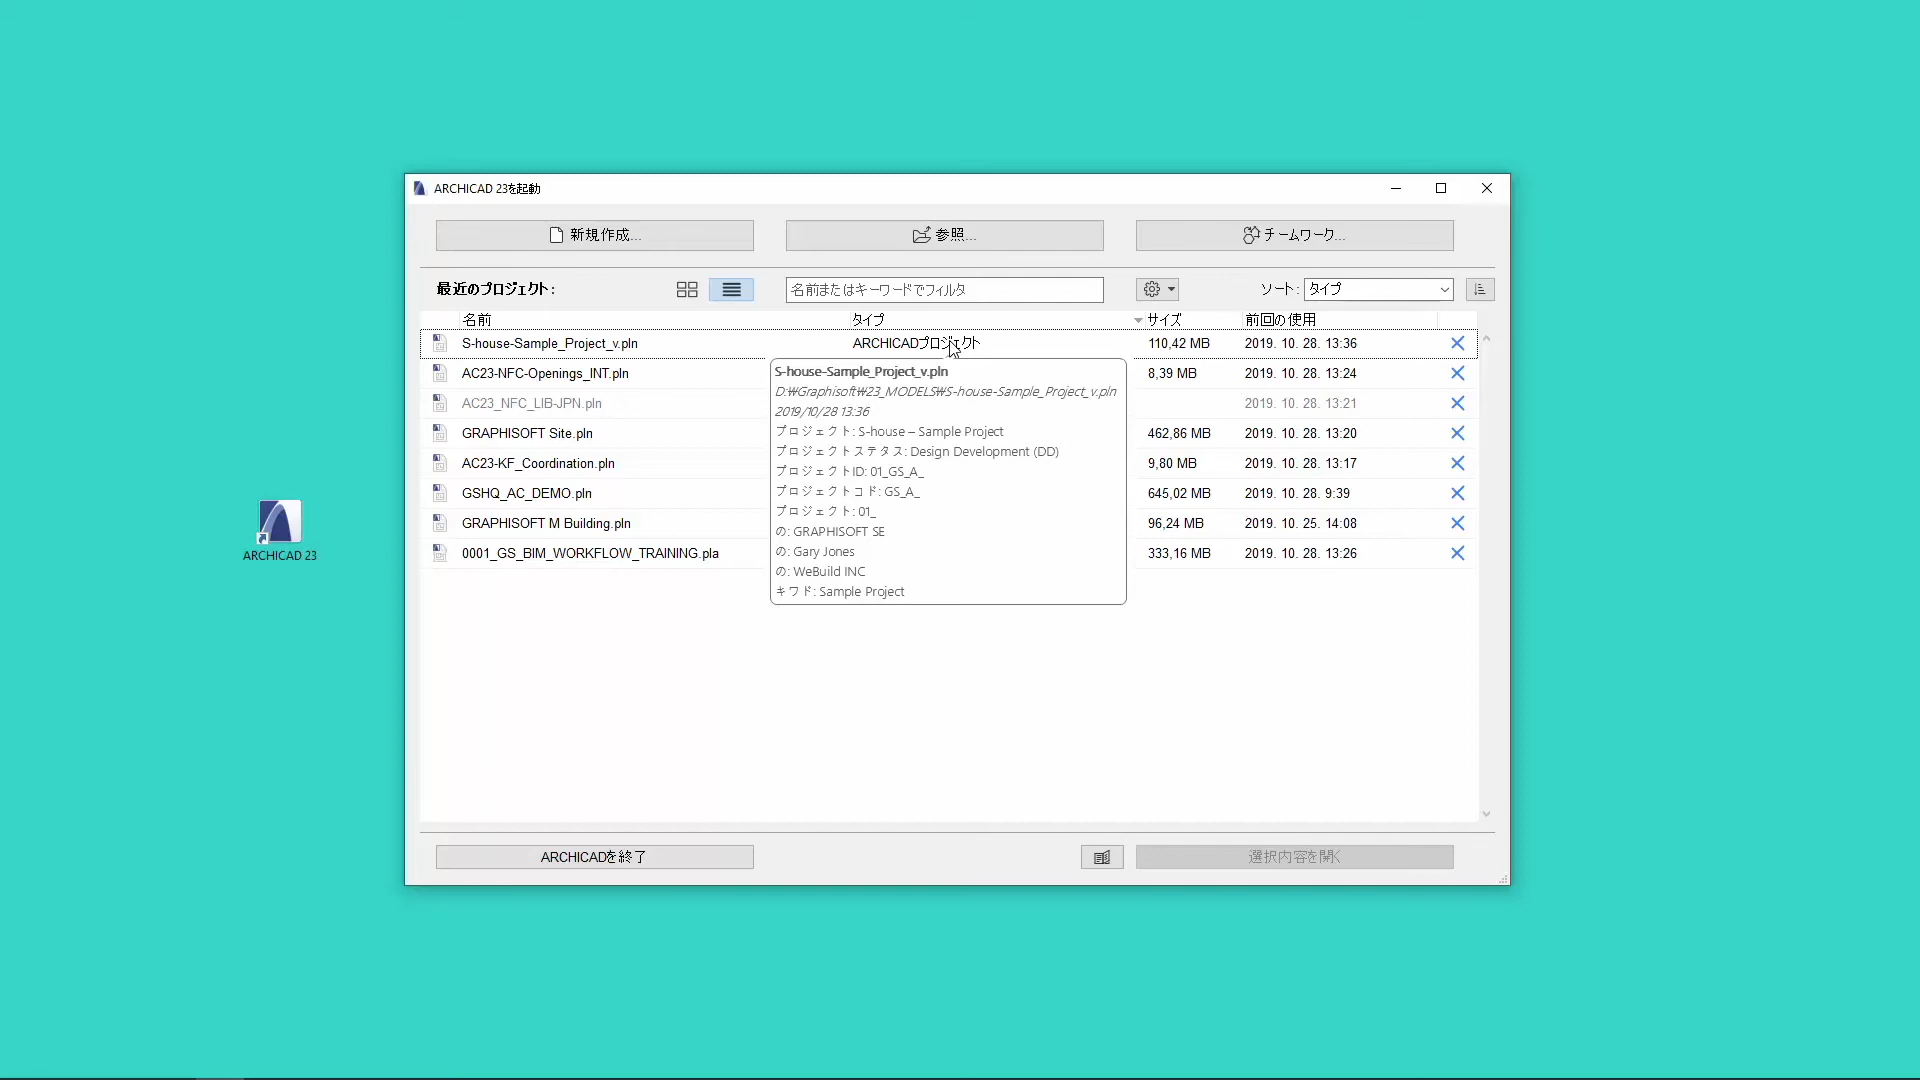 ARCHICAD 23を起動
新規作成...
参照...
チームワーク...
最近のプロジェクト:
名前またはキーワードでフィルタ
ソート:
タイプ
名前 タイプ サイズ 前回の使用
S-house-Sample_Project_v.pln ARCHICADプロジェクト 110,42 MB 2019. 10. 28. 13:36
AC23-NFC-Openings_INT.pln 8,39 MB 2019. 10. 28. 13:24
AC23_NFC_LIB-JPN.pln 2019. 10. 28. 13:21
GRAPHISOFT Site.pln 462,86 MB 2019. 10. 28. 13:20
AC23-KF_Coordination.pln 9,80 MB 2019. 10. 28. 13:17
GSHQ_AC_DEMO.pln 645,02 MB 2019. 10. 28. 9:39
GRAPHISOFT M Building.pln 96,24 MB 2019. 10. 25. 14:08
0001_GS_BIM_WORKFLOW_TRAINING.pla 333,16 MB 2019. 10. 28. 13:26
S-house-Sample_Project_v.pln
D:₩Graphisoft₩23_MODELS₩S-house-Sample_Project_v.pln
2019/10/28 13:36
プロジェクト: S-house – Sample Project
プロジェクトステタス: Design Development (DD)
プロジェクトID: 01_GS_A_
プロジェクトコド: GS_A_
プロジェクト: 01_
の: GRAPHISOFT SE
の: Gary Jones
の: WeBuild INC
キワド: Sample Project
ARCHICADを終了
選択内容を開く
ARCHICAD 23